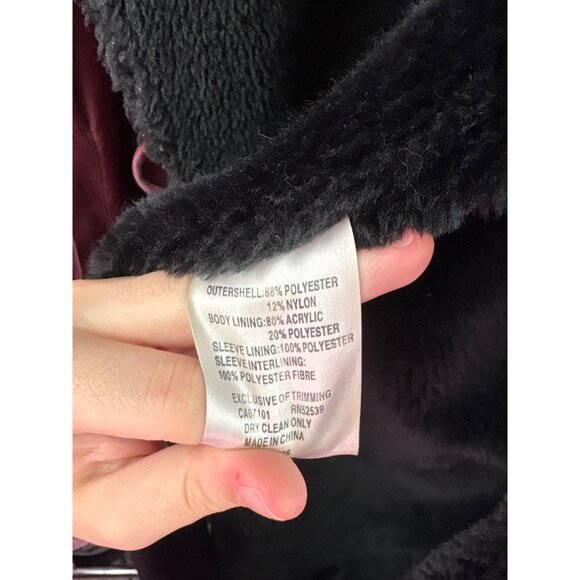 OUTERSHELL:88% POLYESTER
12% NYLON
BODY LINING:80% ACRYLIC
20% POLYESTER
SLEEVE LINING:100% POLYESTER
SLEEVE INTERLINING:
100% POLYESTER FIBRE
EXCLUSIVE OF TRIMMING
CA07101 RN52539
DRY CLEAN ONLY
MADE IN CHINA